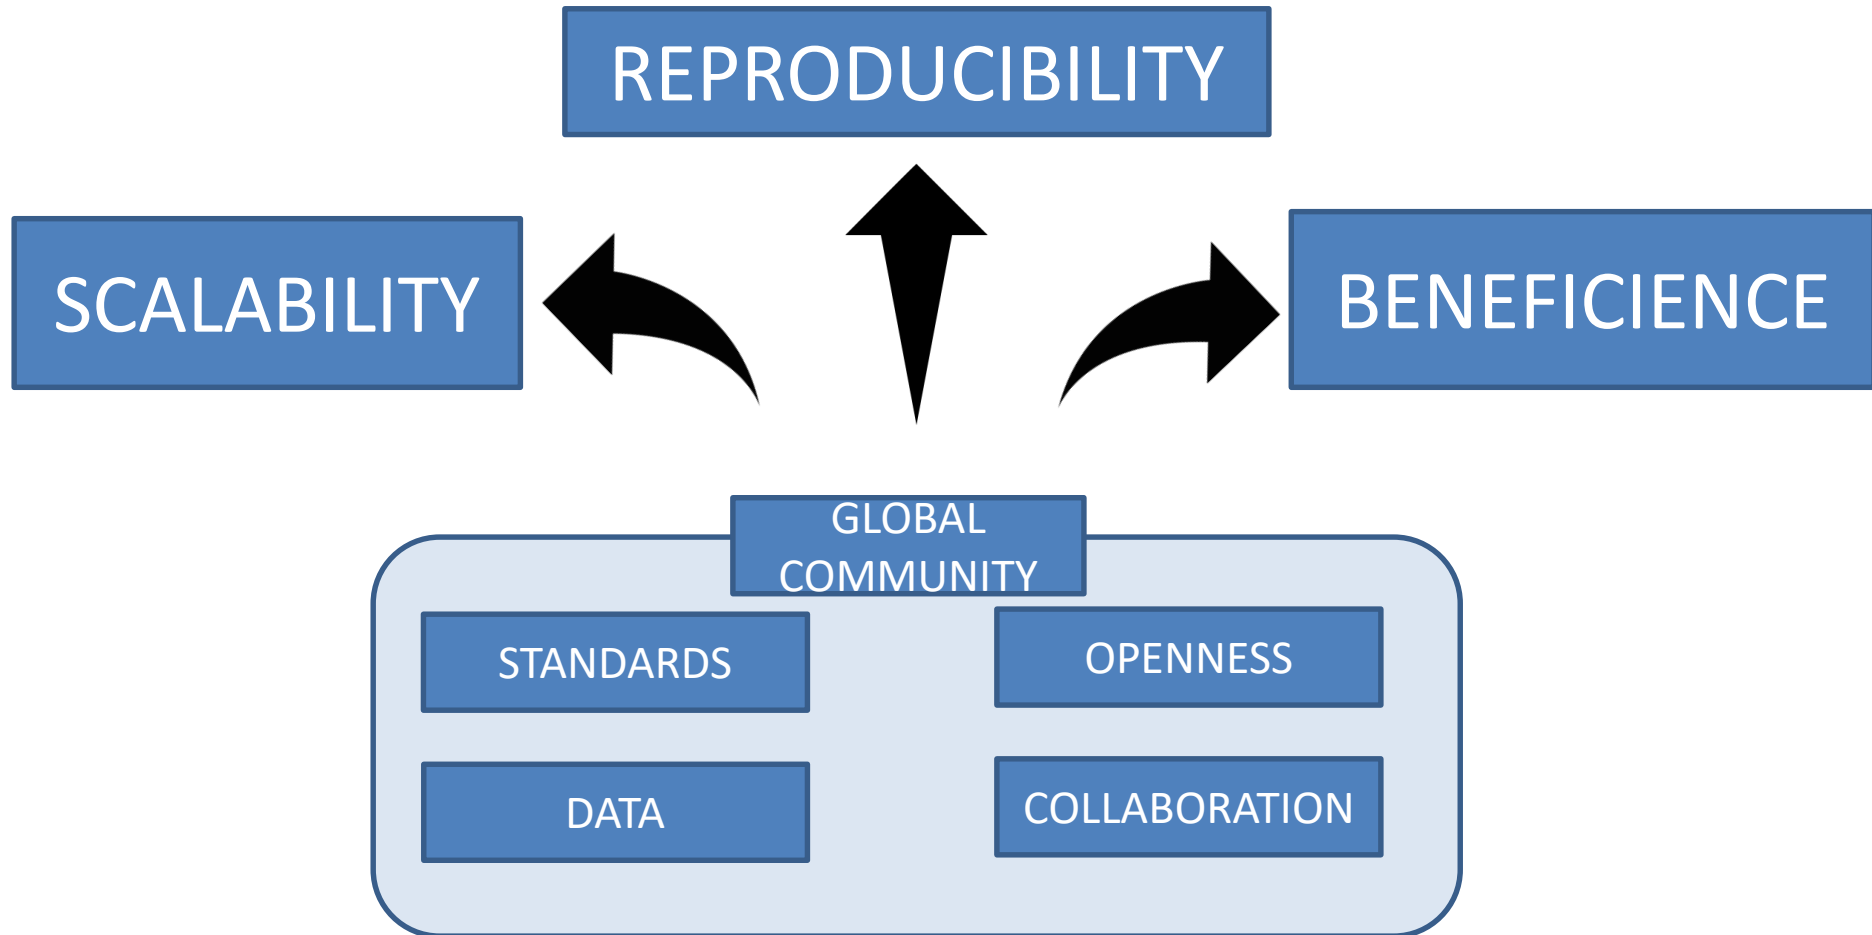 REPRODUCIBILITY
SCALABILITY
BENEFICIENCE
GLOBAL
COMMUNITY
STANDARDS
OPENNESS
DATA
COLLABORATION